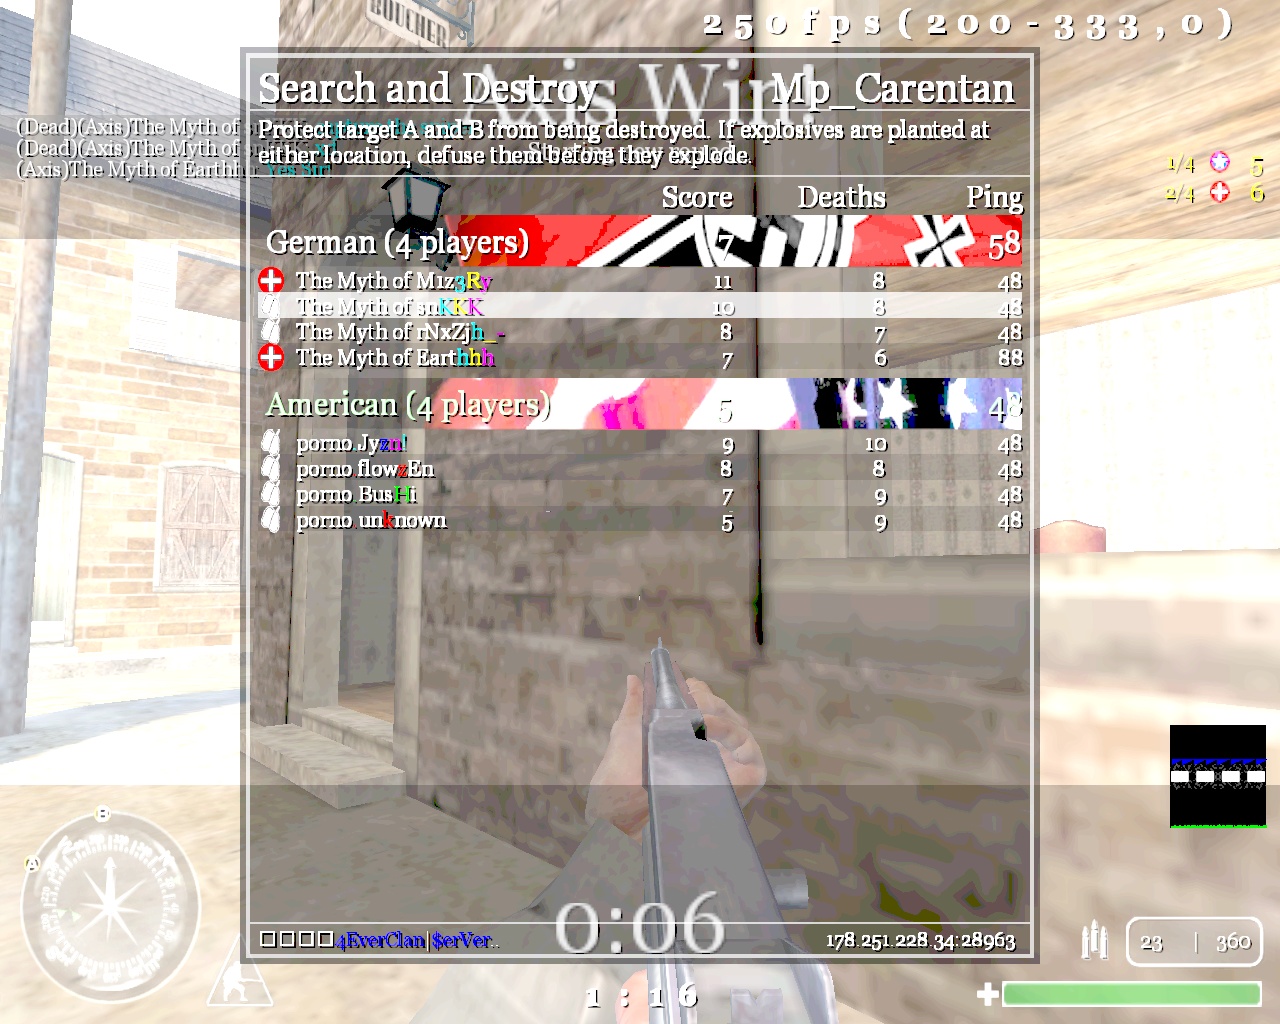 BOUCHER
250fps(200-333,0)
Axis Win!
Search and Destroy Mp_Carentan
(Dead)(Axis)The Myth of
(Dead)(Axis)The Myth of
(Axis)The Myth of Earthhh Yes Sir!
Protect target A and B from being destroyed. If explosives are planted at
either location, defuse them before they explode.
1/4 5
2/4 6
Score Deaths Ping
German (4 players) 7 58
The Myth of M1z3Ry 11 8 48
The Myth of snKKK 10 8 48
The Myth of rNxZjh_- 8 7 48
The Myth of Earthhh 7 6 88
American (4 players) 5 48
porno.Jyzn! 9 10 48
porno.flowzEn 8 8 48
porno.BusHi 7 9 48
porno.unknown 5 9 48
B
A
0:06
4EverClan|$erVer.. 178.251.228.34:28963
23 | 360
1:16